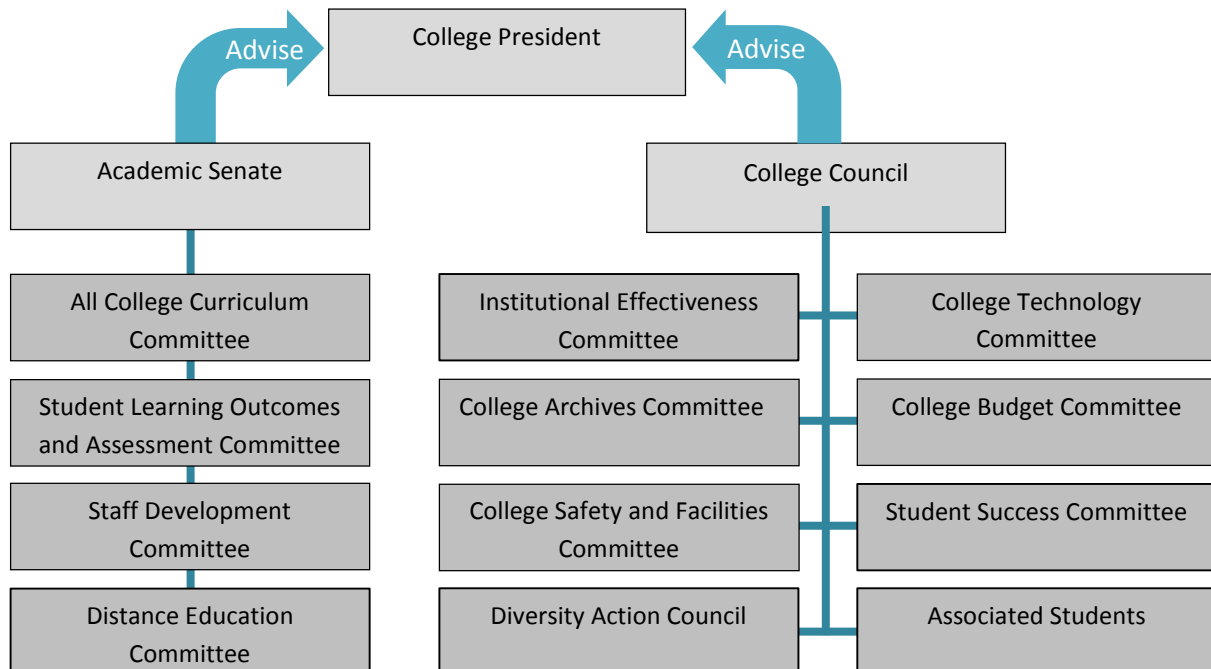 College President
Advise
Advise
Academic Senate
College Council
All College Curriculum
Committee
Student Learning Outcomes
and Assessment Committee
Staff Development
Committee
Distance Education
Committee
Institutional Effectiveness
Committee
College Technology
Committee
College Archives Committee
College Budget Committee
College Safety and Facilities
Committee
Student Success Committee
Diversity Action Council
Associated Students